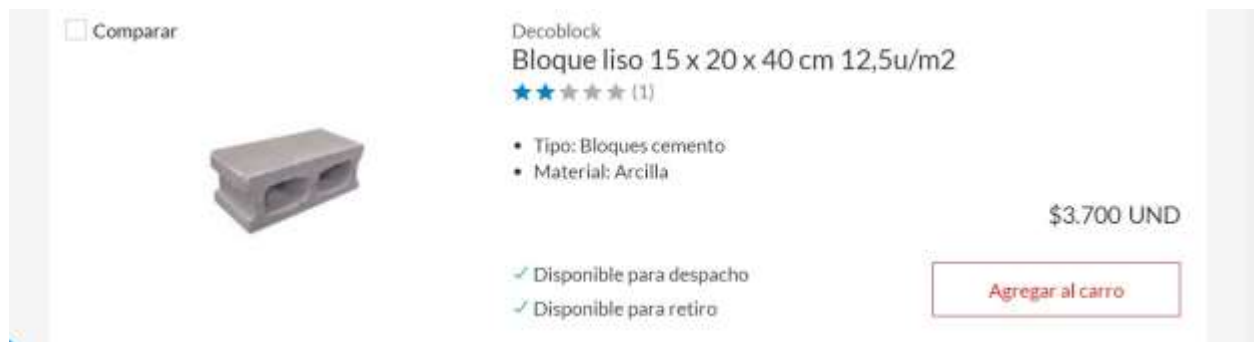 Comparar
Decoblock
Bloque liso 15 x 20 x 40 cm 12,5u/m2
(1)
• Tipo: Bloques cemento
• Material: Arcilla
$3.700 UND
✓ Disponible para despacho
Agregar al carro
✓ Disponible para retiro